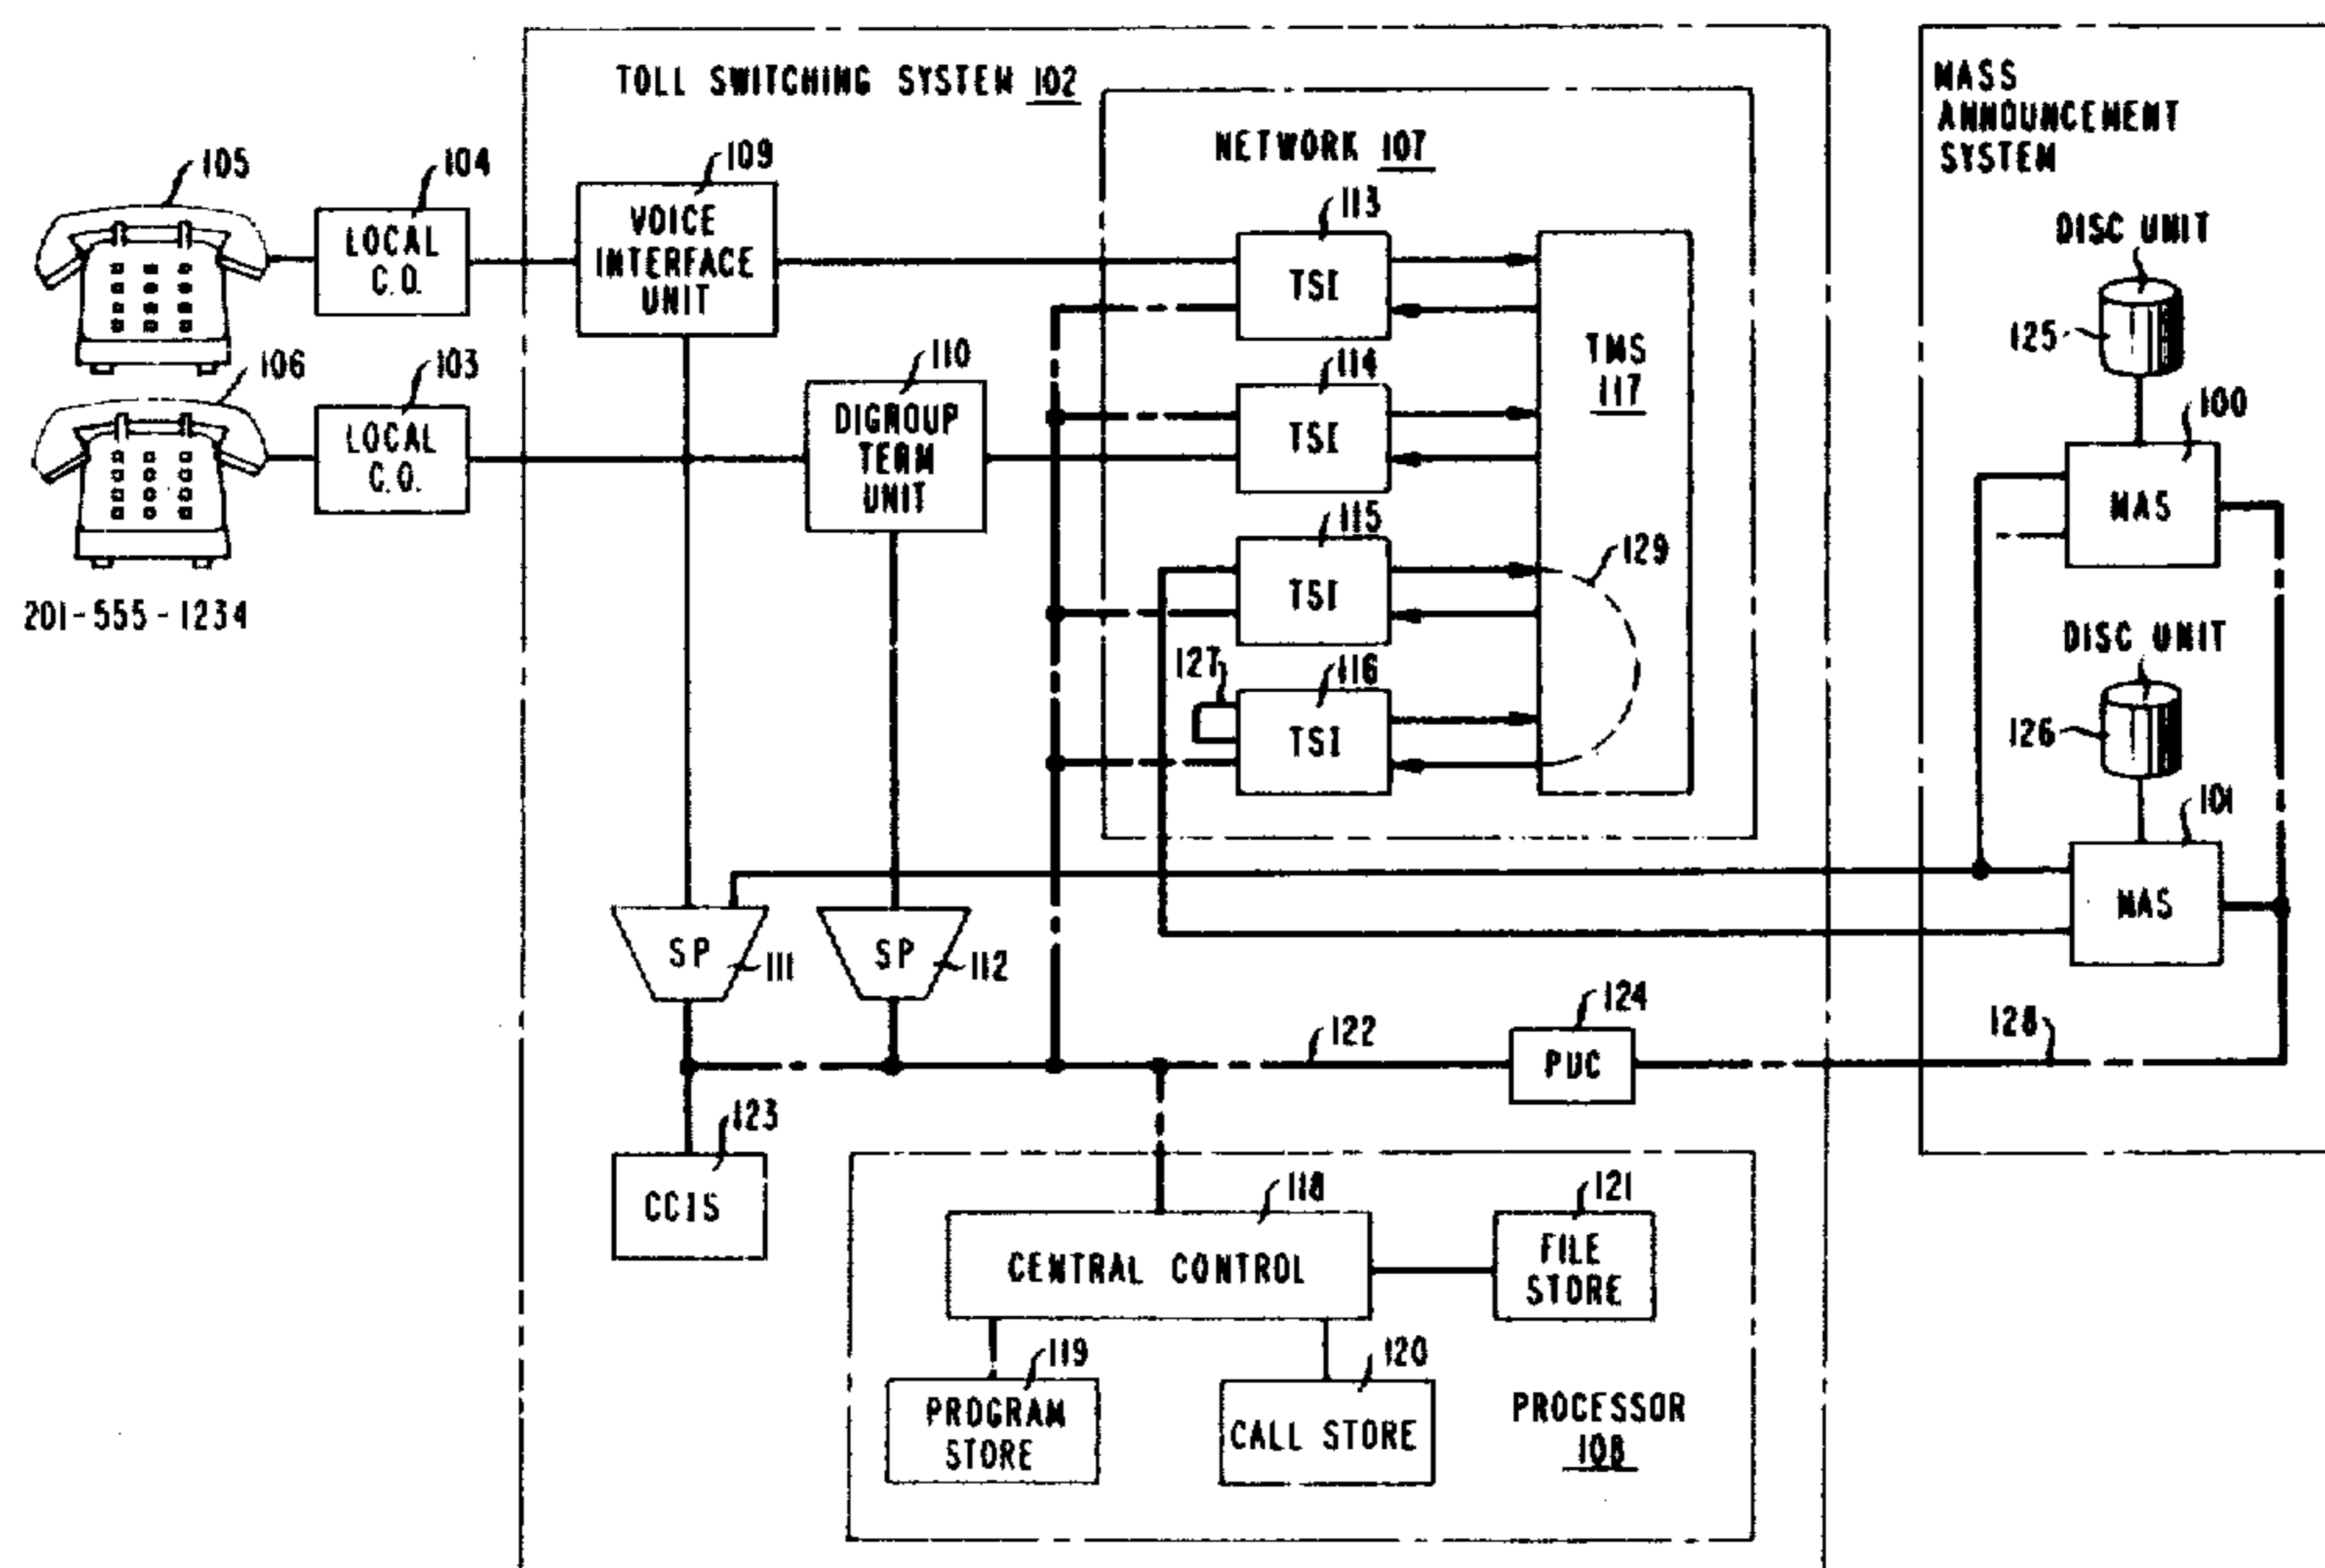 TOLL SWITCHING SYSTEM 102
MASS
ANNOUNCEMENT
SYSTEM
NETWORK 107
105
104
109
113
LOCAL
C.O.
VOICE
INTERFACE
UNIT
TSI
DISC UNIT
125
TMS
117
106
103
110
114
100
LOCAL
C.O.
DIGROUP
TERM
UNIT
TSI
MAS
201-555-1234
115
129
TSI
DISC UNIT
127
116
126
TSI
101
MAS
SP
111
SP
112
122
124
PUC
128
123
CCIS
118
121
CENTRAL CONTROL
FILE
STORE
119
120
PROGRAM
STORE
CALL STORE
PROCESSOR
108